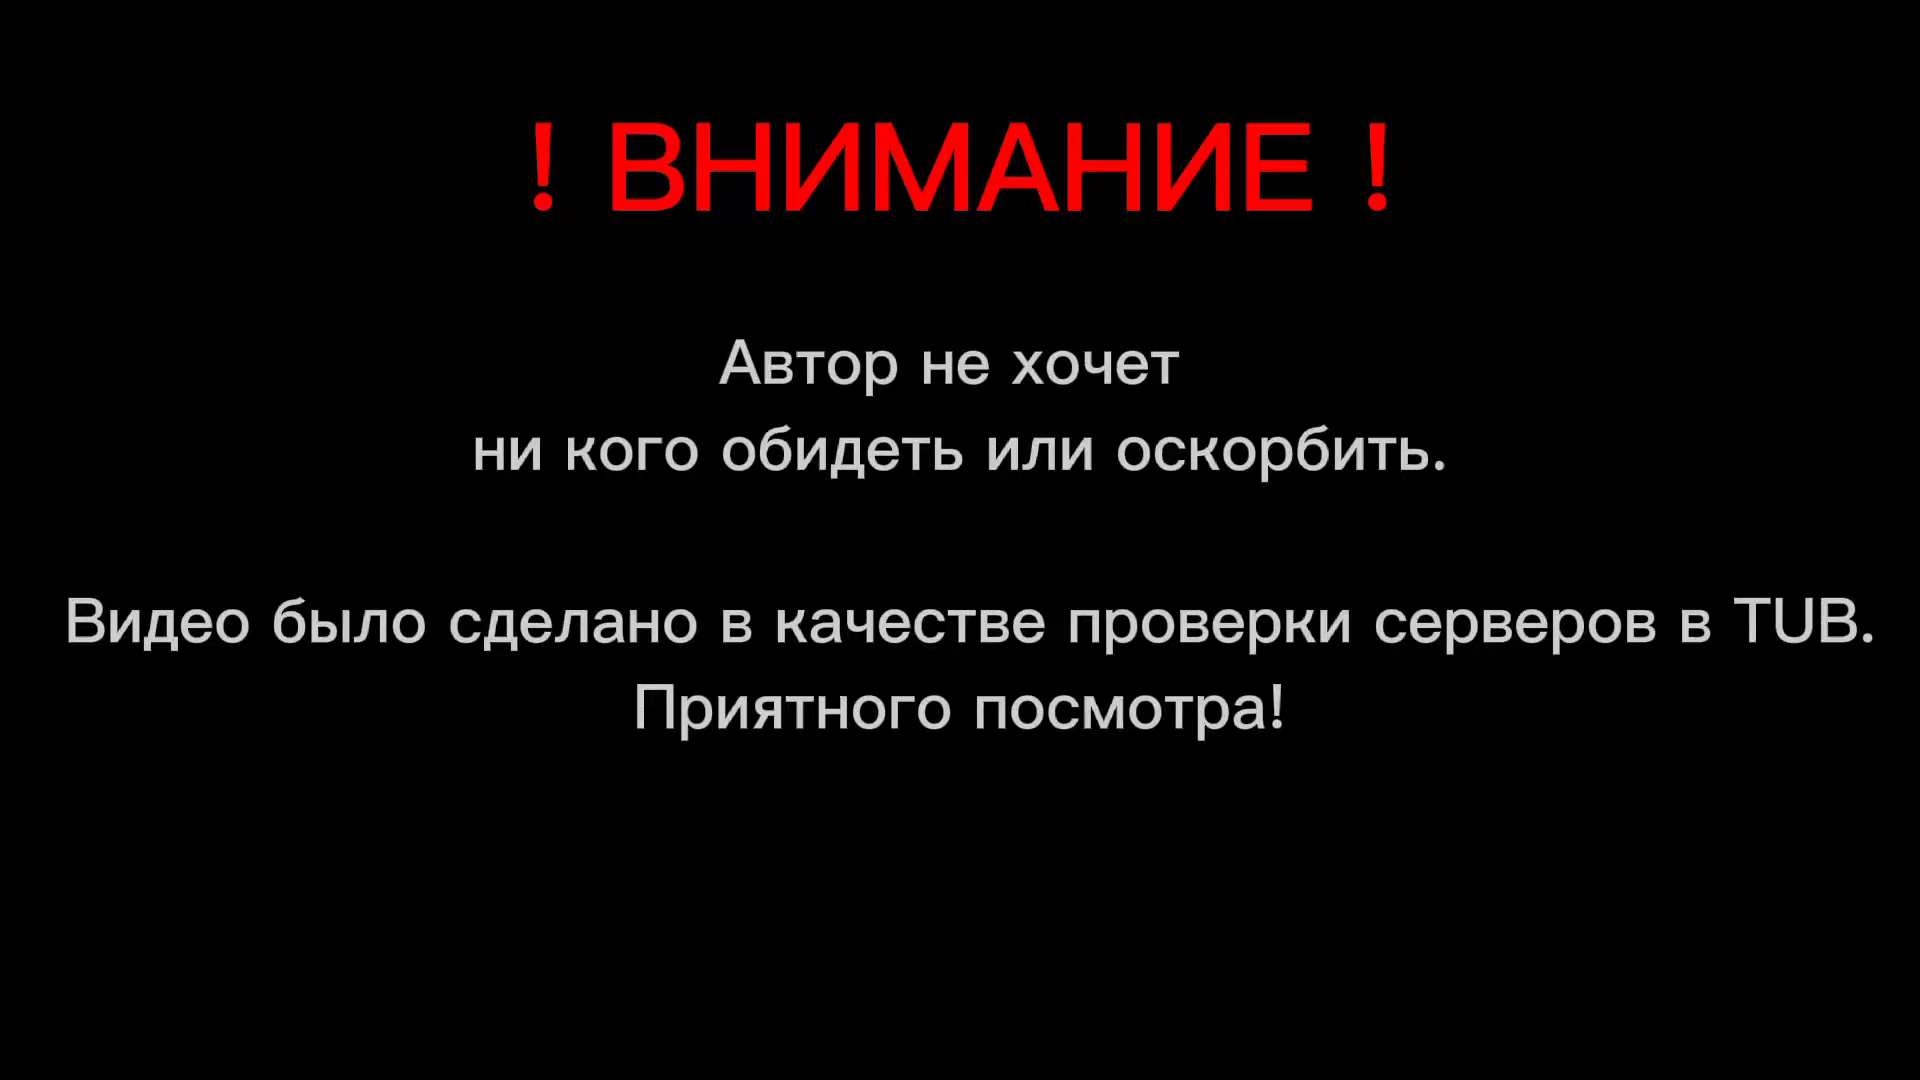 ! ВНИМАНИЕ !
Автор не хочет
ни кого обидеть или оскорбить.
Видео было сделано в качестве проверки серверов в TUB.
Приятного посмотра!